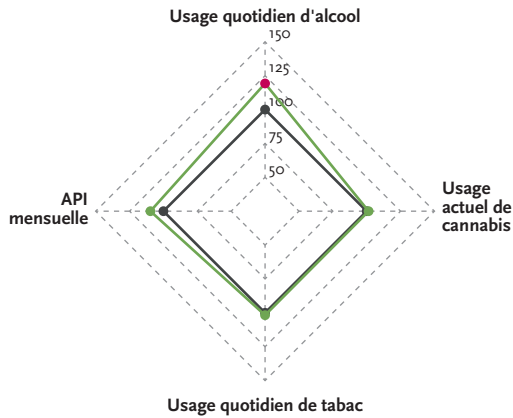 Usage quotidien d'alcool
150
125
100
75
50
API
mensuelle
Usage
actuel de
cannabis
Usage quotidien de tabac